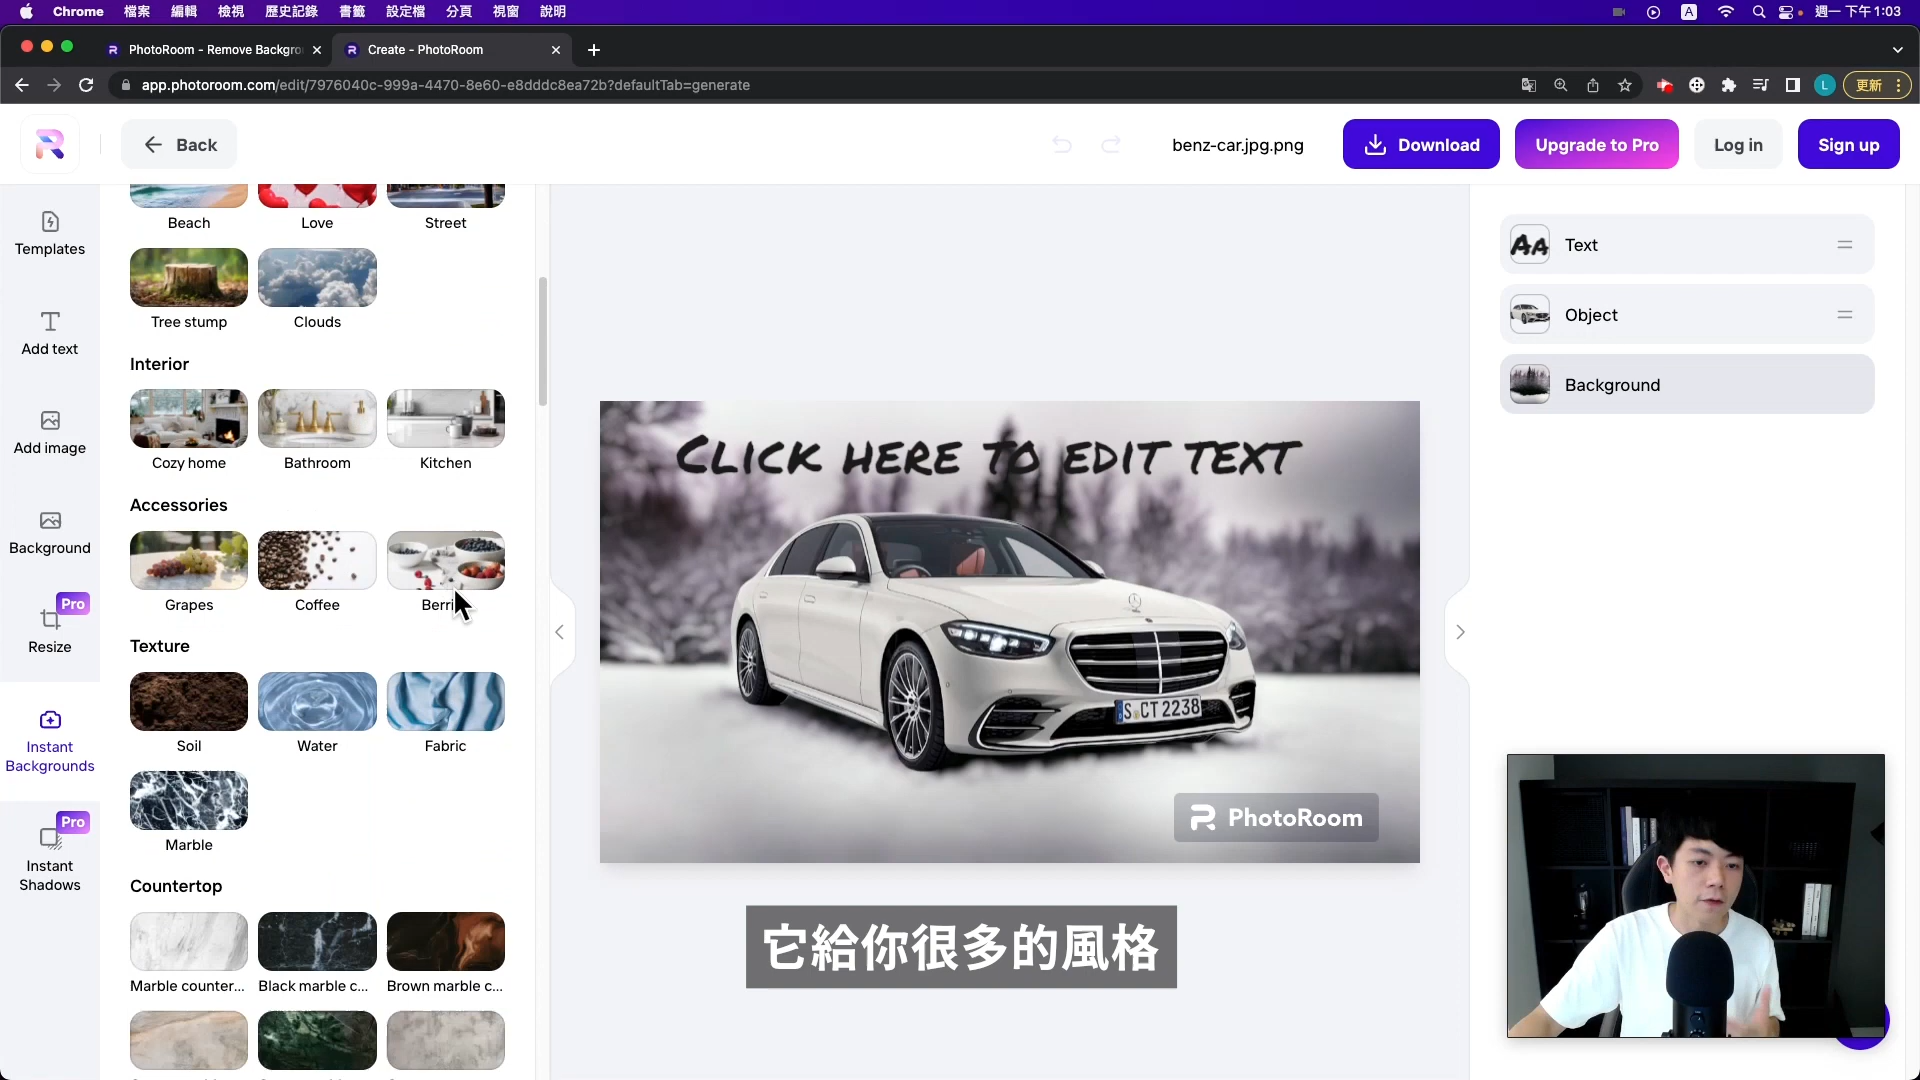 Chrome 檔案 編輯 檢視 歷史記錄 書籤 設定檔 分頁 視窗 說明
A 週一 下午1:03
PhotoRoom - Remove Backgro
Create - PhotoRoom
app.photoroom.com/edit/7976040c-999a-4470-8e60-e8dddc8ea72b?defaultTab=generate
L 更新
Back
benz-car.jpg.png
Download
Upgrade to Pro
Log in
Sign up
Templates
Add text
Add image
Background
Pro
Resize
Instant
Backgrounds
Pro
Instant
Shadows
Beach Love Street
Tree stump Clouds
Interior
Cozy home Bathroom Kitchen
Accessories
Grapes Coffee Berri
Texture
Soil Water Fabric
Marble
Countertop
Marble counter... Black marble c... Brown marble c...
CLICK HERE TO EDIT TEXT
S CT 2238
PhotoRoom
Aa Text
Object
Background
它給你很多的風格